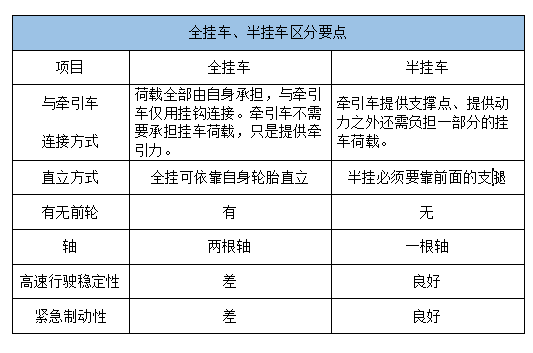 全挂车、半挂车区分要点
项目
全挂车
半挂车
与牵引车
连接方式
荷载全部由自身承担，与牵引
车仅用挂钩连接。牵引车不需
要承担挂车荷载，只是提供牵
引力。
牵引车提供支撑点、提供动
力之外还需负担一部分的挂
车荷载。
直立方式
全挂可依靠自身轮胎直立
半挂必须要靠前面的支腿
有无前轮
有
无
轴
两根轴
一根轴
高速行驶稳定性
差
良好
紧急制动性
差
良好